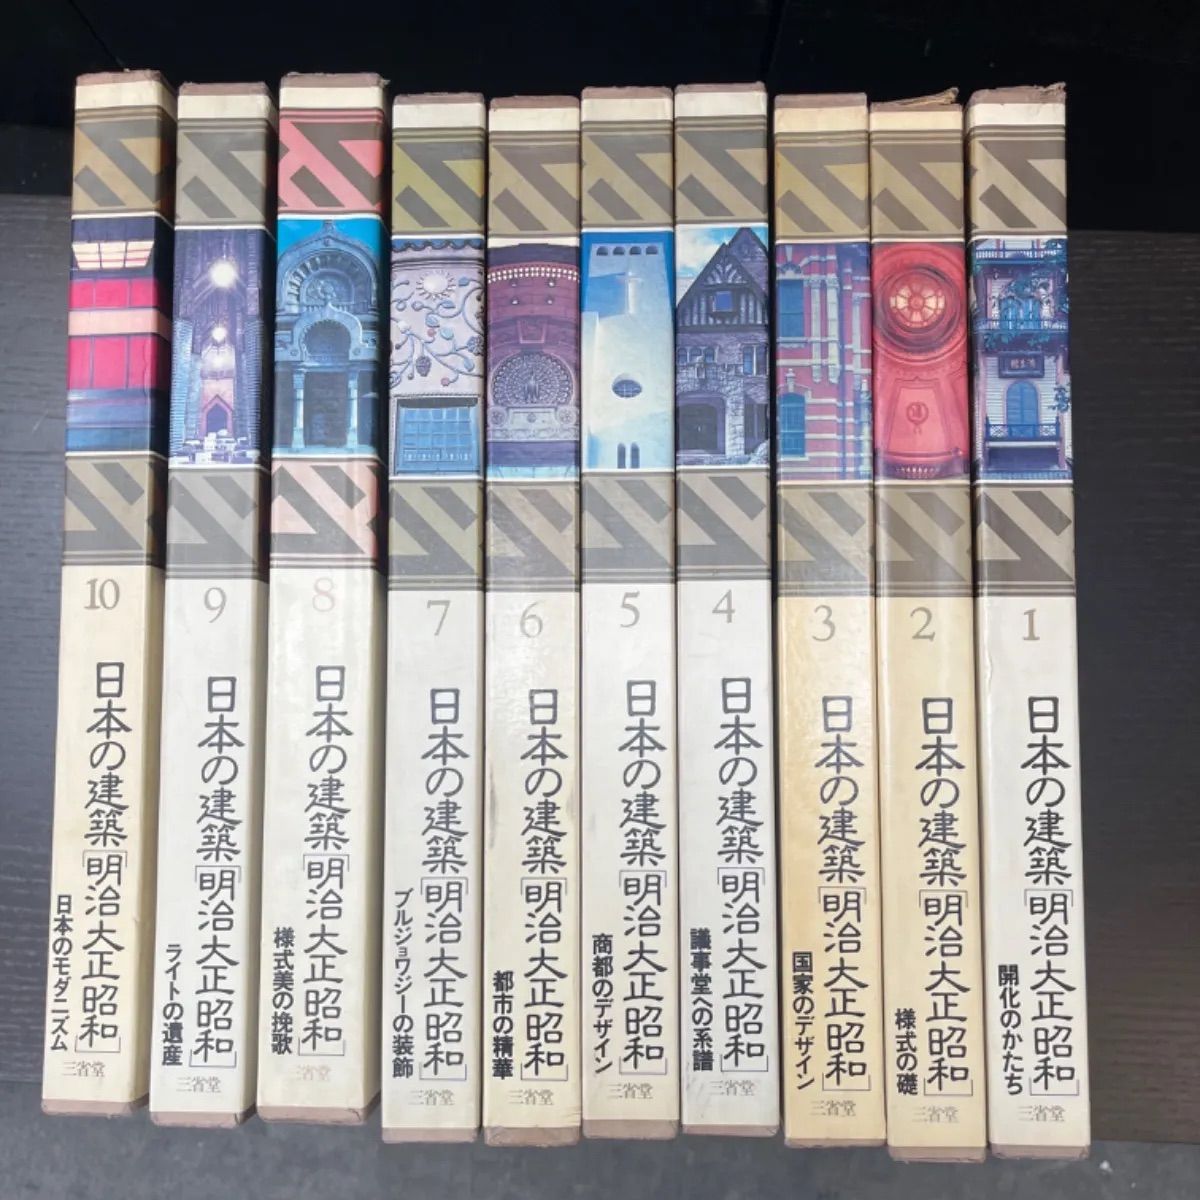 10
日本の建築[明治大正昭和]
日本のモダニズム
三省堂
9
日本の建築[明治大正昭和]
ライトの遺産
三省堂
8
日本の建築[明治大正昭和]
様式美の挽歌
三省堂
7
日本の建築[明治大正昭和]
ブルジョワジーの装飾
三省堂
6
日本の建築[明治大正昭和]
都市の精華
三省堂
5
日本の建築[明治大正昭和]
商都のデザイン
三省堂
4
日本の建築[明治大正昭和]
議事堂への系譜
三省堂
3
日本の建築[明治大正昭和]
国家のデザイン
三省堂
2
日本の建築[明治大正昭和]
様式の礎
三省堂
1
日本の建築[明治大正昭和]
開化のかたち
三省堂